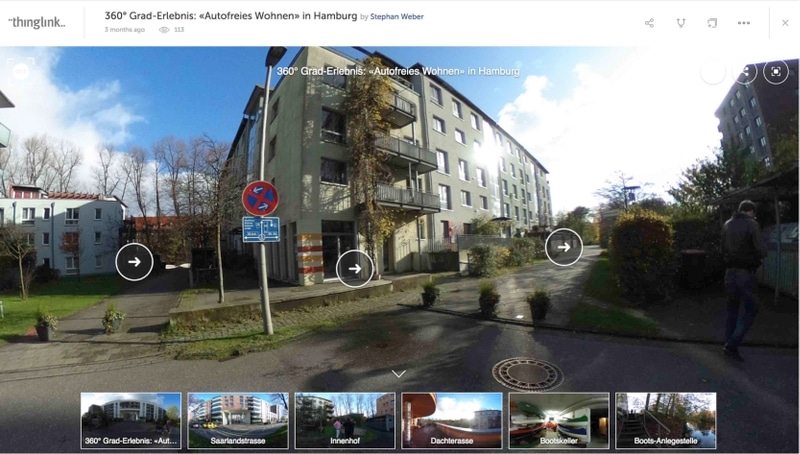 thinglink..
360° Grad-Erlebnis: «Autofreies Wohnen» in Hamburg by Stephan Weber
3 months ago 113
360° Grad-Erlebnis: «Autofreies Wohnen» in Hamburg
360° Grad-Erlebnis: «Aut...
Saarlandstrasse
Innenhof
Dachterasse
Bootskeller
Boots-Anlegestelle